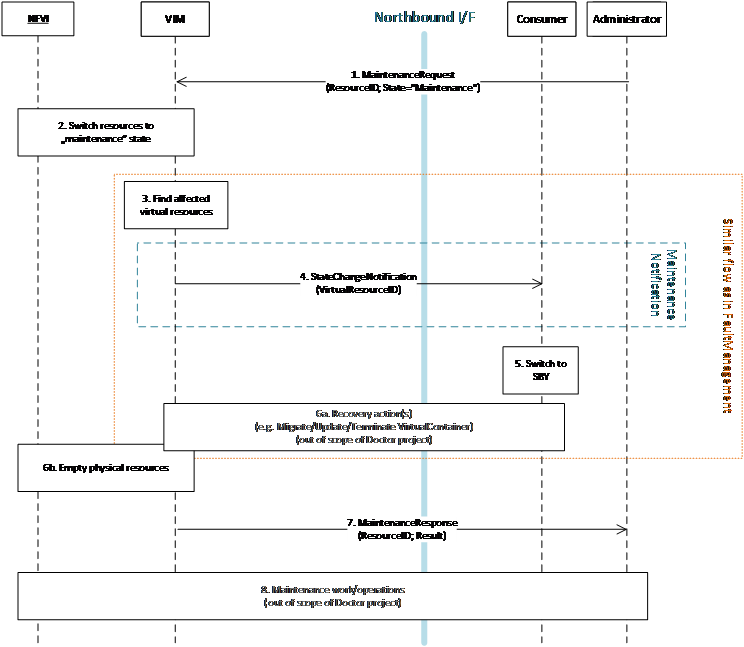 NFVI
VIM
Northbound I/F
Consumer
Administrator
1. MaintenanceRequest
(ResourceID; State="Maintenance")
2. Switch resources to
„maintenance" state
3. Find affected
virtual resources
4. StateChangeNotification
(VirtualResourceID)
Maintenance
Notification
Similar flow as in FaultManagement
5. Switch to
SBY
6a. Recovery action(s)
(e.g. Migrate/Update/Terminate VirtualContainer)
(out of scope of Doctor project)
6b. Empty physical resources
7. MaintenanceResponse
(ResourceID; Result)
8. Maintenance work/operations
(out of scope of Doctor project)